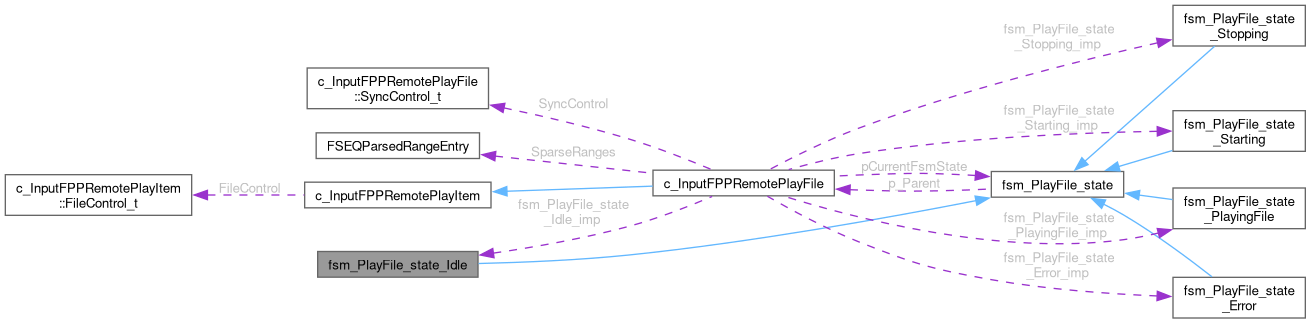 fsm_PlayFile_state
_Stopping
fsm_PlayFile_state
_Stopping_imp
c_InputFPPRemotePlayFile
::SyncControl_t
SyncControl
fsm_PlayFile_state
_Starting_imp
fsm_PlayFile_state
_Starting
FSEQParsedRangeEntry
SparseRanges
pCurrentFsmState
p_Parent
c_InputFPPRemotePlayItem
::FileControl_t
FileControl
c_InputFPPRemotePlayItem
c_InputFPPRemotePlayFile
fsm_PlayFile_state
fsm_PlayFile_state
_Idle_imp
fsm_PlayFile_state
_PlayingFile_imp
fsm_PlayFile_state
_PlayingFile
fsm_PlayFile_state_Idle
fsm_PlayFile_state
_Error_imp
fsm_PlayFile_state
_Error